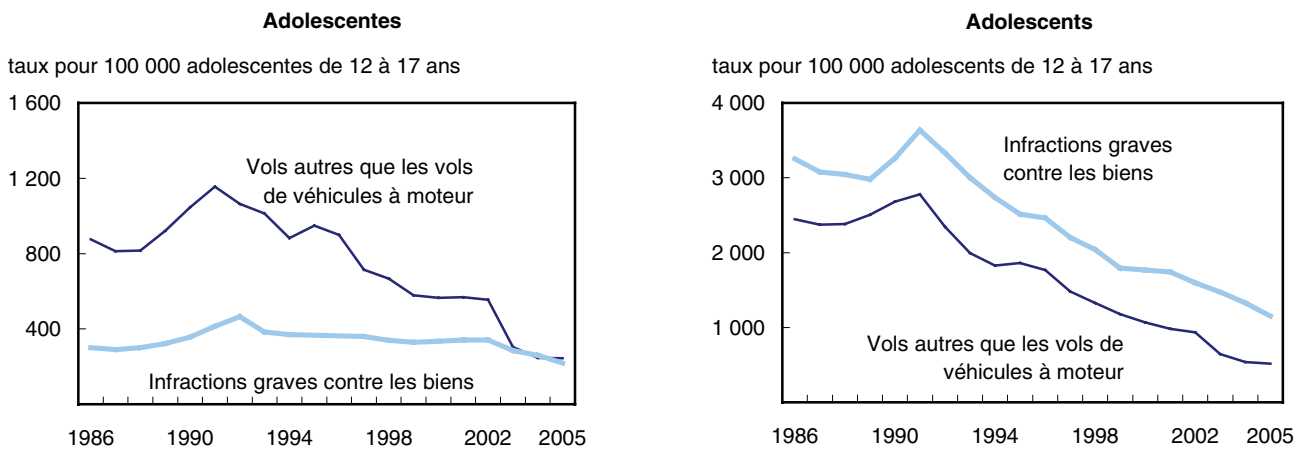 Adolescentes
taux pour 100 000 adolescentes de 12 à 17 ans
1 600
1 200
800
400
Vols autres que les vols
de véhicules à moteur
Infractions graves contre les biens
1986 1990 1994 1998 2002 2005
Adolescents
taux pour 100 000 adolescents de 12 à 17 ans
4 000
3 000
2 000
1 000
Infractions graves
contre les biens
Vols autres que les vols de
véhicules à moteur
1986 1990 1994 1998 2002 2005